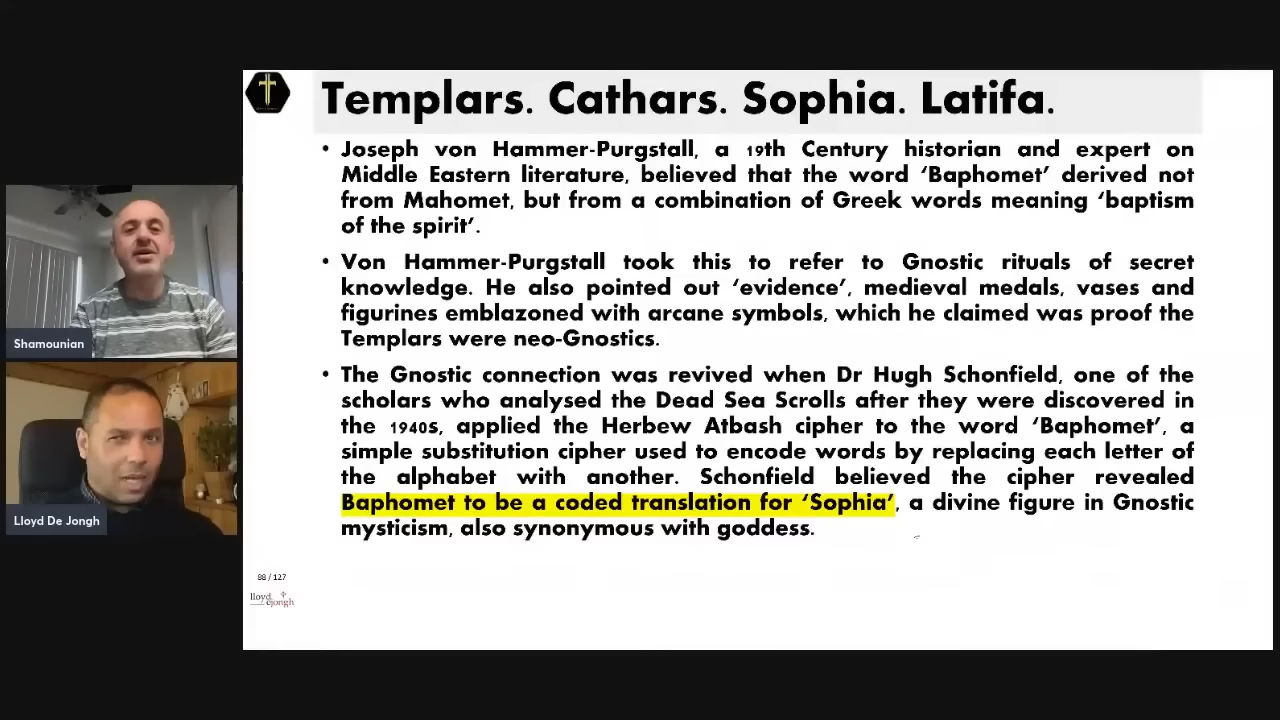 Templars. Cathars. Sophia. Latifa.
• Joseph von Hammer-Purgstall, a 19th Century historian and expert on
Middle Eastern literature, believed that the word ‘Baphomet’ derived not
from Mahomet, but from a combination of Greek words meaning ‘baptism
of the spirit’.
• Von Hammer-Purgstall took this to refer to Gnostic rituals of secret
knowledge. He also pointed out ‘evidence’, medieval medals, vases and
figurines emblazoned with arcane symbols, which he claimed was proof the
Templars were neo-Gnostics.
• The Gnostic connection was revived when Dr Hugh Schonfield, one of the
scholars who analysed the Dead Sea Scrolls after they were discovered in
the 1940s, applied the Herbew Atbash cipher to the word ‘Baphomet’, a
simple substitution cipher used to encode words by replacing each letter of
the alphabet with another. Schonfield believed the cipher revealed
Baphomet to be a coded translation for ‘Sophia’, a divine figure in Gnostic
mysticism, also synonymous with goddess.
Shamounian
Lloyd De Jongh
88 / 127
lloyd
dejongh